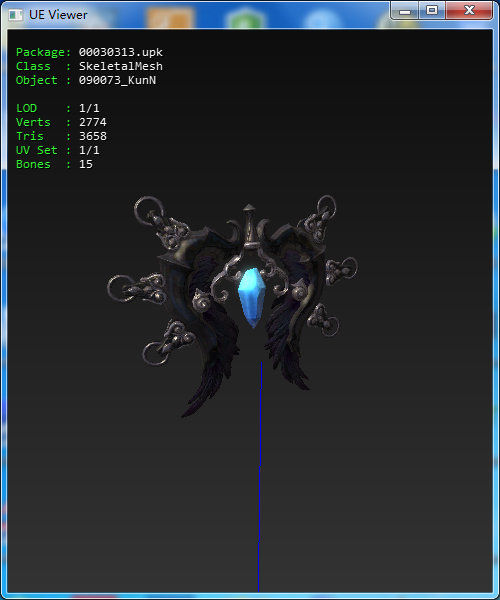 UE Viewer
Package: 00030313.upk
Class : SkeletalMesh
Object : 090073_KunN
LOD : 1/1
Verts : 2774
Tris : 3658
UV Set : 1/1
Bones : 15